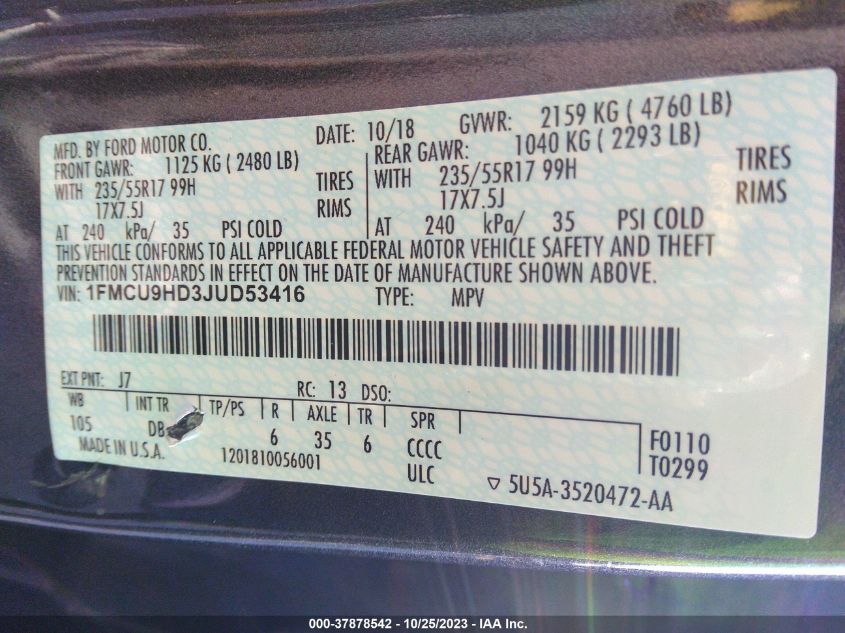 MFD. BY FORD MOTOR CO. DATE: 10/18 GVWR: 2159 KG ( 4760 LB)
FRONT GAWR: 1125 KG ( 2480 LB) REAR GAWR: 1040 KG ( 2293 LB)
WITH 235/55R17 99H TIRES WITH 235/55R17 99H TIRES
17X7.5J RIMS 17X7.5J RIMS
AT 240 kPa/ 35 PSI COLD AT 240 kPa/ 35 PSI COLD
THIS VEHICLE CONFORMS TO ALL APPLICABLE FEDERAL MOTOR VEHICLE SAFETY AND THEFT
PREVENTION STANDARDS IN EFFECT ON THE DATE OF MANUFACTURE SHOWN ABOVE.
VIN: 1FMCU9HD3JUD53416 TYPE: MPV
EXT PNT: J7 RC: 13 DSO:
WB INT TR TP/PS R AXLE TR SPR
105 DB 6 35 6 CCCC F0110
MADE IN U.S.A. 1201810056001 ULC T0299
▽ 5U5A-3520472-AA
000-37878542 - 10/25/2023 - IAA Inc.